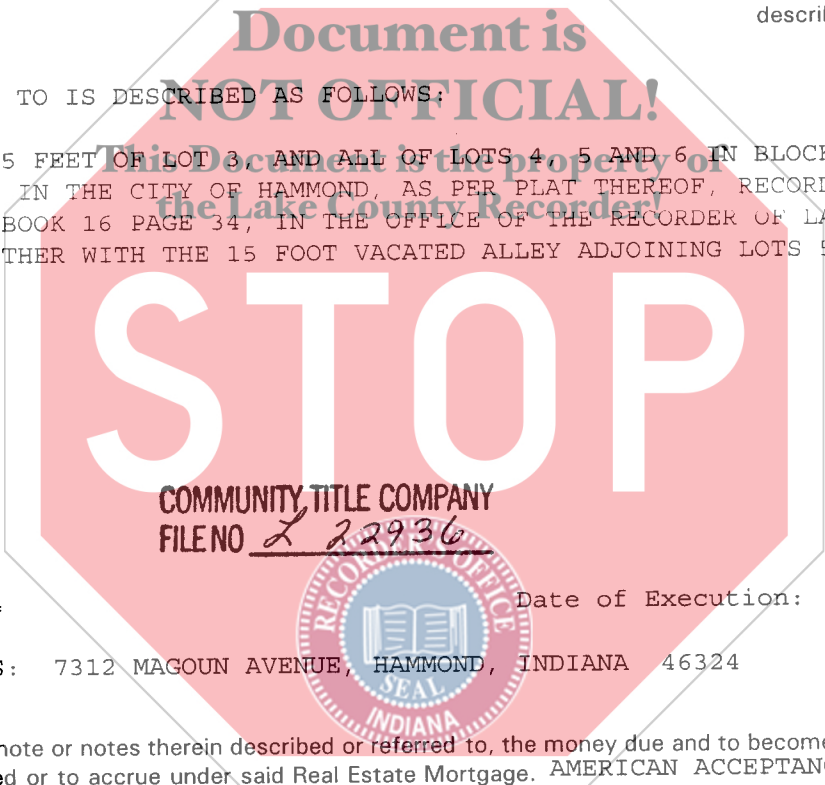 Document is
descri
TO IS DESCRIBED AS FOLLOWS:
NOT OFFICIAL!
5 FEET OF LOT 3, AND ALL OF LOTS 4, 5 AND 6 IN BLOCK
This Document is the property of
IN THE CITY OF HAMMOND, AS PER PLAT THEREOF, RECORD
the Lake County Recorder!
BOOK 16 PAGE 34, IN THE OFFICE OF THE RECORDER OF LA
THER WITH THE 15 FOOT VACATED ALLEY ADJOINING LOTS 5
STOP
COMMUNITY TITLE COMPANY
FILE NO L 22936
RECORDER'S OFFICE
Date of Execution:
S: 7312 MAGOUN AVENUE, HAMMOND, INDIANA 46324
SEAL
INDIANA
note or notes therein described or referred to, the money due and to become
ed or to accrue under said Real Estate Mortgage. AMERICAN ACCEPTANC